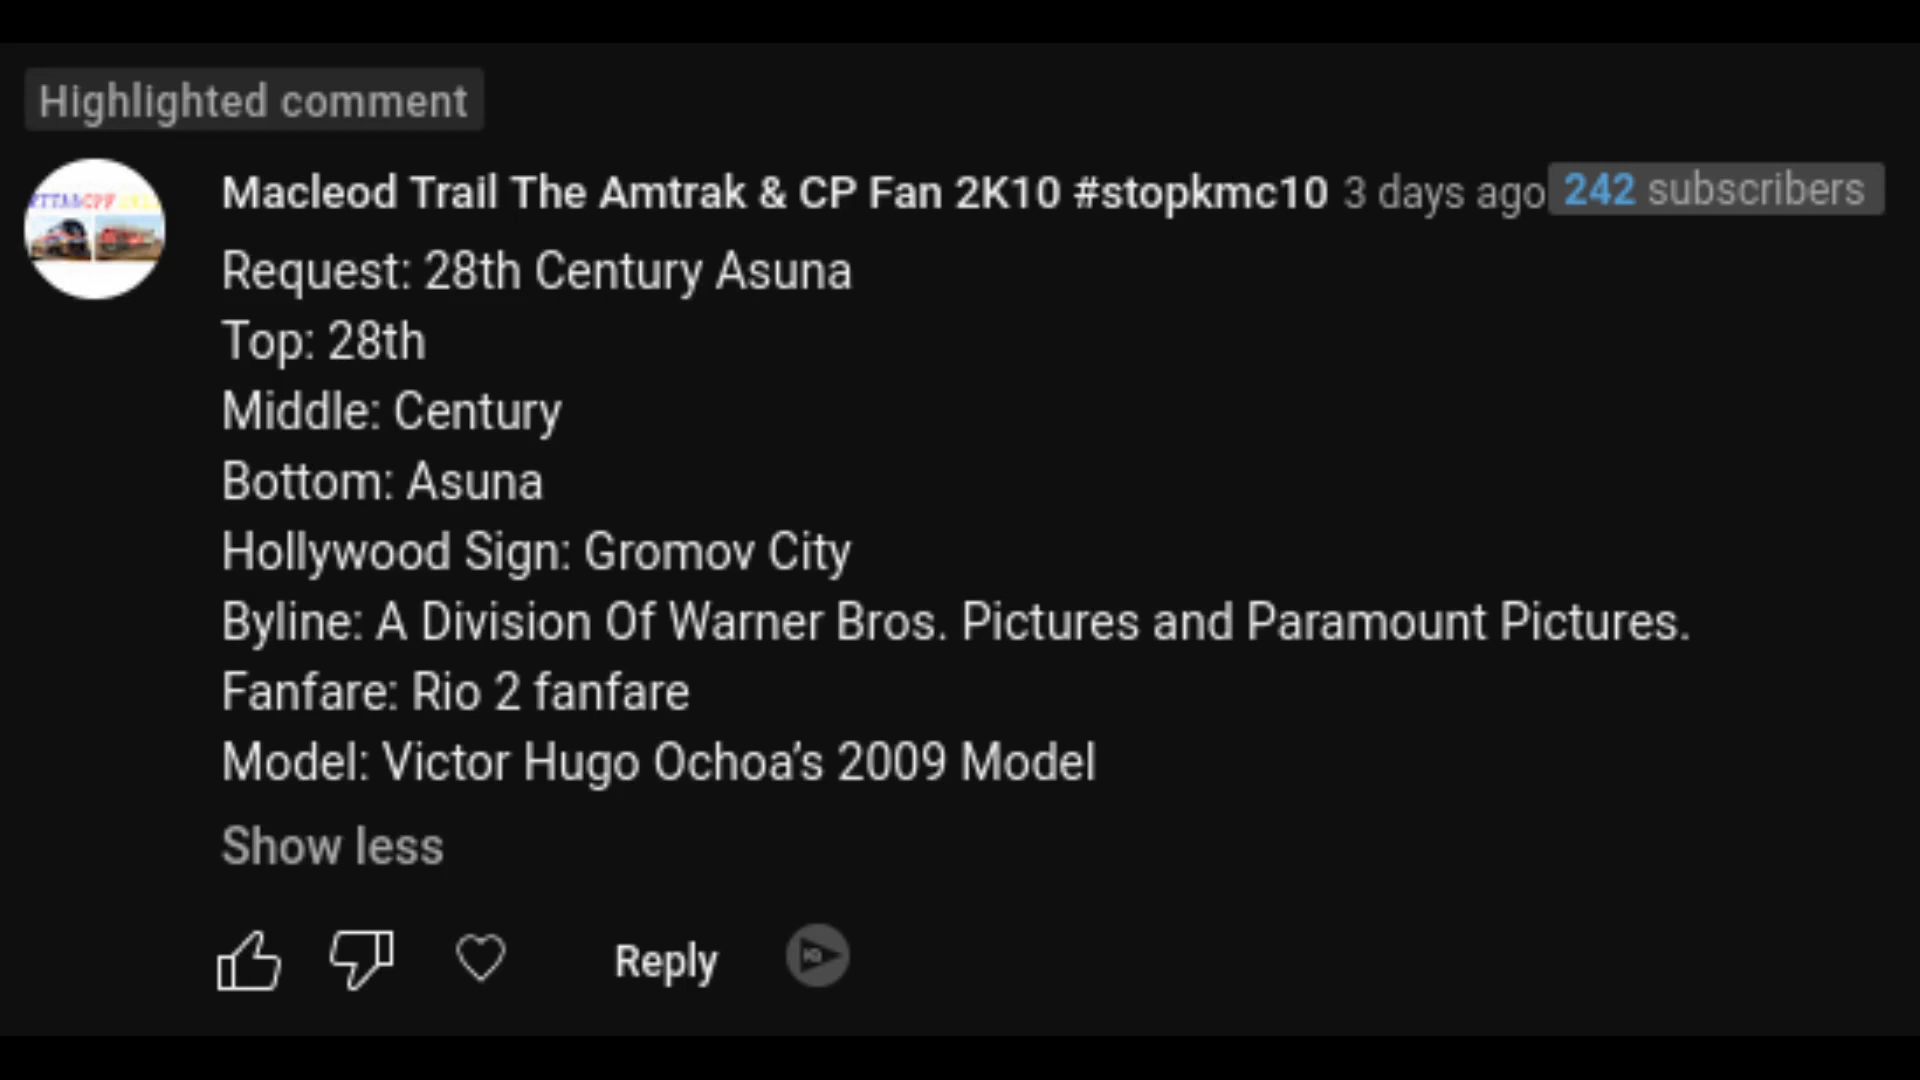 Highlighted comment
Macleod Trail The Amtrak & CP Fan 2K10 #stopkmc10 3 days ago 242 subscribers
Request: 28th Century Asuna
Top: 28th
Middle: Century
Bottom: Asuna
Hollywood Sign: Gromov City
Byline: A Division Of Warner Bros. Pictures and Paramount Pictures.
Fanfare: Rio 2 fanfare
Model: Victor Hugo Ochoa's 2009 Model
Show less
Reply